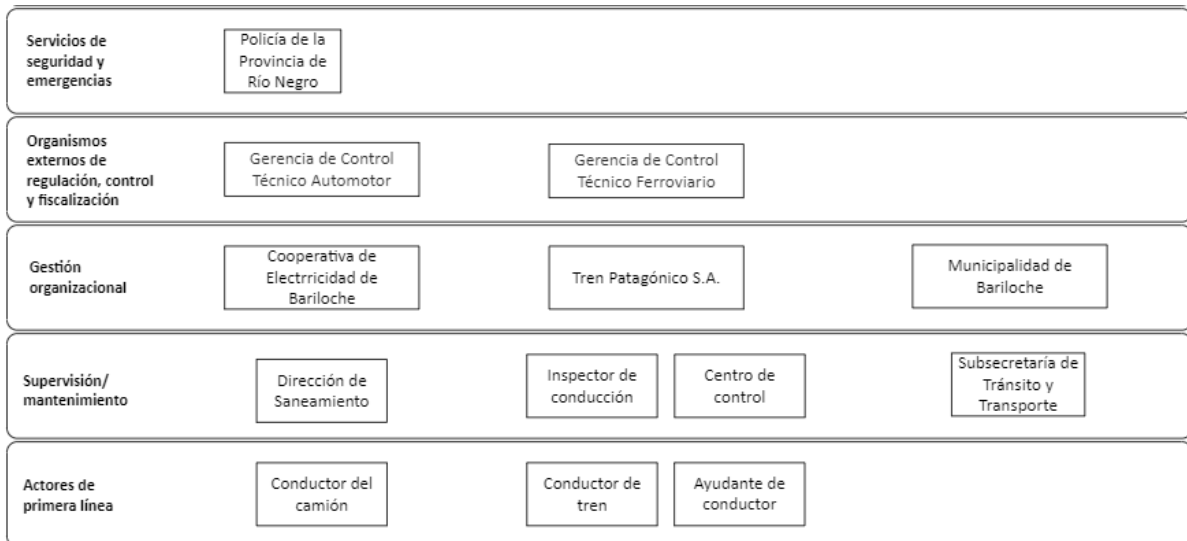 Servicios de
seguridad y
emergencias
Policía de la
Provincia de
Río Negro
Organismos
externos de
regulación, control
y fiscalización
Gerencia de Control
Técnico Automotor
Gerencia de Control
Técnico Ferroviario
Gestión
organizacional
Cooperativa de
Electrricidad de
Bariloche
Tren Patagónico S.A.
Municipalidad de
Bariloche
Supervisión/
mantenimiento
Dirección de
Saneamiento
Inspector de
conducción
Centro de
control
Subsecretaría de
Tránsito y
Transporte
Actores de
primera línea
Conductor del
camión
Conductor de
tren
Ayudante de
conductor